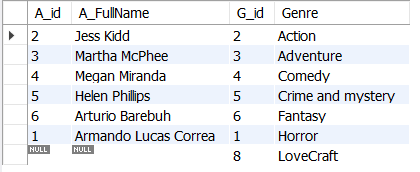 A_id A_FullName G_id Genre
2 Jess Kidd 2 Action
3 Martha McPhee 3 Adventure
4 Megan Miranda 4 Comedy
5 Helen Phillips 5 Crime and mystery
6 Arturio Barebuh 6 Fantasy
1 Armando Lucas Correa 1 Horror
NULL NULL 8 LoveCraft